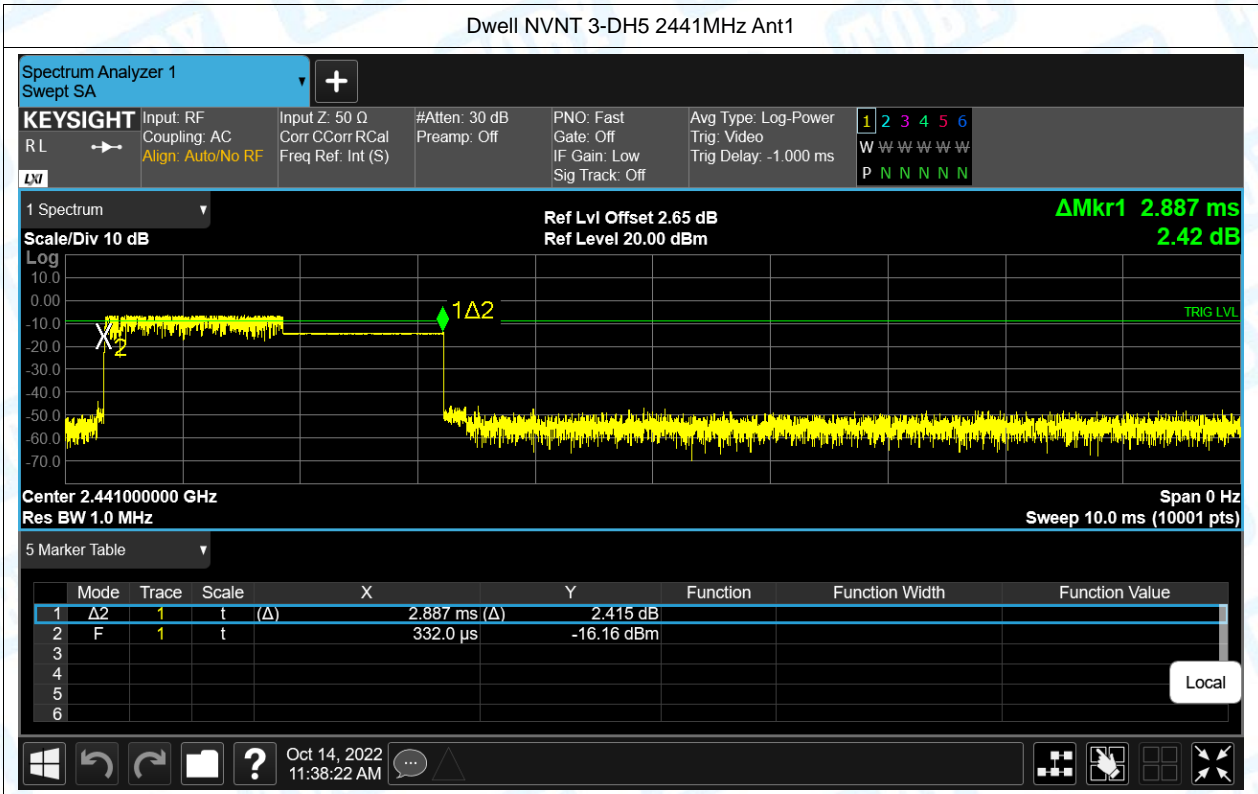 Dwell NVNT 3-DH5 2441MHz Ant1
Spectrum Analyzer 1
Swept SA
KEYSIGHT
R L
LXI
Input: RF
Coupling: AC
Align: Auto/No RF
Input Z: 50 Ω
Corr CCorr RCal
Freq Ref: Int (S)
#Atten: 30 dB
Preamp: Off
PNO: Fast
Gate: Off
IF Gain: Low
Sig Track: Off
Avg Type: Log-Power
Trig: Video
Trig Delay: -1.000 ms
1 2 3 4 5 6
W W W W W W
P N N N N N
1 Spectrum
Scale/Div 10 dB
Ref Lvl Offset 2.65 dB
Ref Level 20.00 dBm
ΔMkr1 2.887 ms
2.42 dB
Log
10.0
0.00
-10.0
-20.0
-30.0
-40.0
-50.0
-60.0
-70.0
1Δ2
2
TRIG LVL
Center 2.441000000 GHz
Span 0 Hz
Res BW 1.0 MHz
Sweep 10.0 ms (10001 pts)
5 Marker Table
Mode Trace Scale X Y Function Function Width Function Value
1 Δ2 1 t (Δ) 2.887 ms (Δ) 2.415 dB
2 F 1 t 332.0 µs -16.16 dBm
3
4
5
6
Local
?
Oct 14, 2022
11:38:22 AM